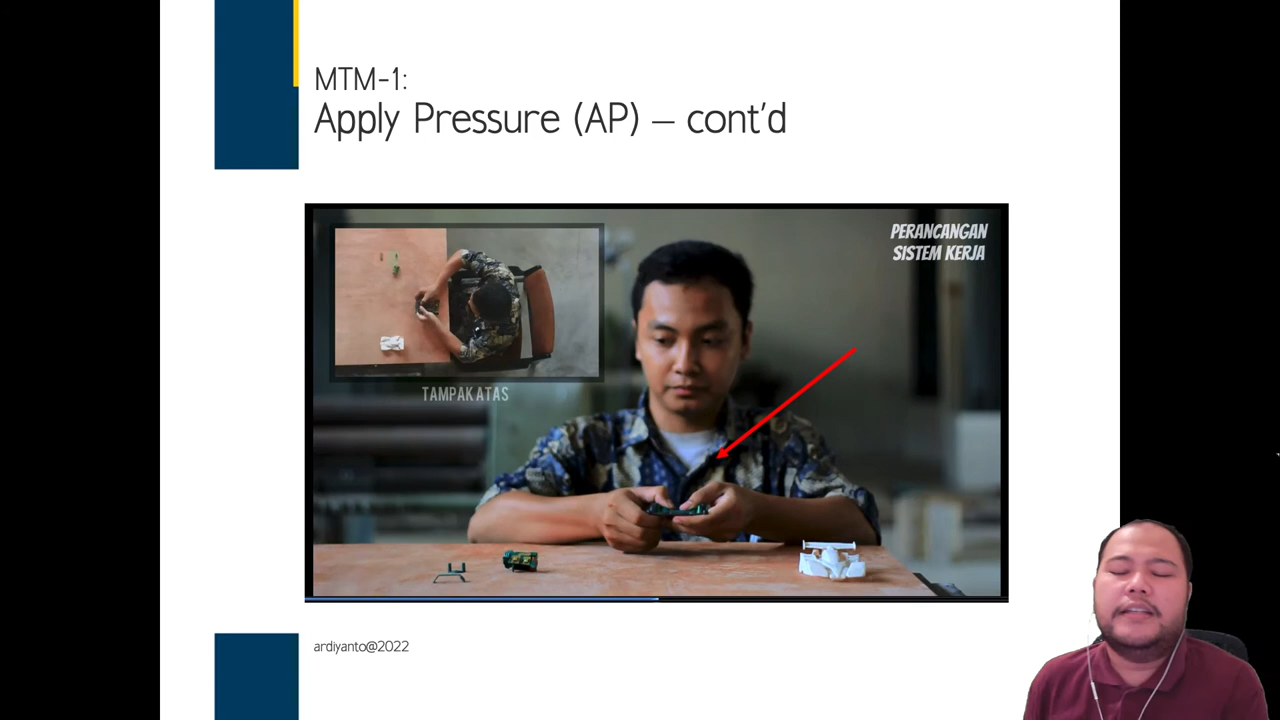 MTM-1:
Apply Pressure (AP) – cont'd
PERANCANGAN
SISTEM KERJA
TAMPAK ATAS
ardiyanto@2022